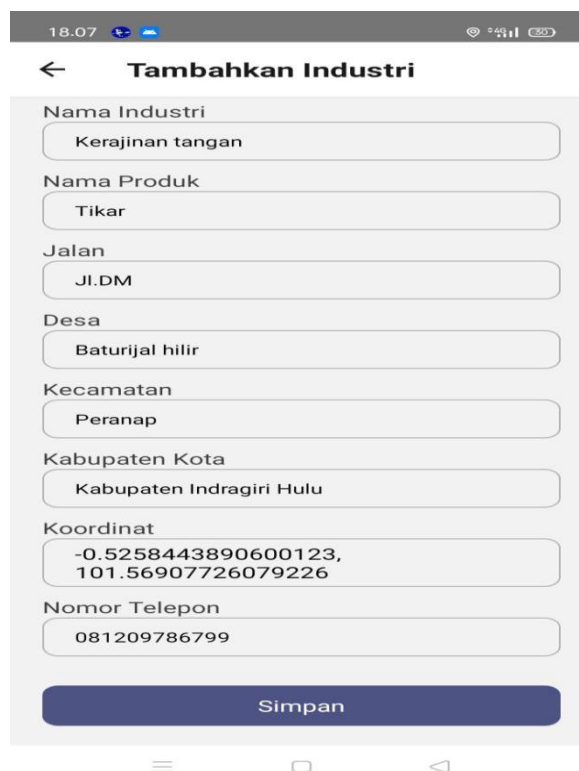 18.07
Tambahkan Industri
Nama Industri
Kerajinan tangan
Nama Produk
Tikar
Jalan
Jl.DM
Desa
Baturijal hilir
Kecamatan
Peranap
Kabupaten Kota
Kabupaten Indragiri Hulu
Koordinat
-0.5258443890600123,
101.56907726079226
Nomor Telepon
081209786799
Simpan